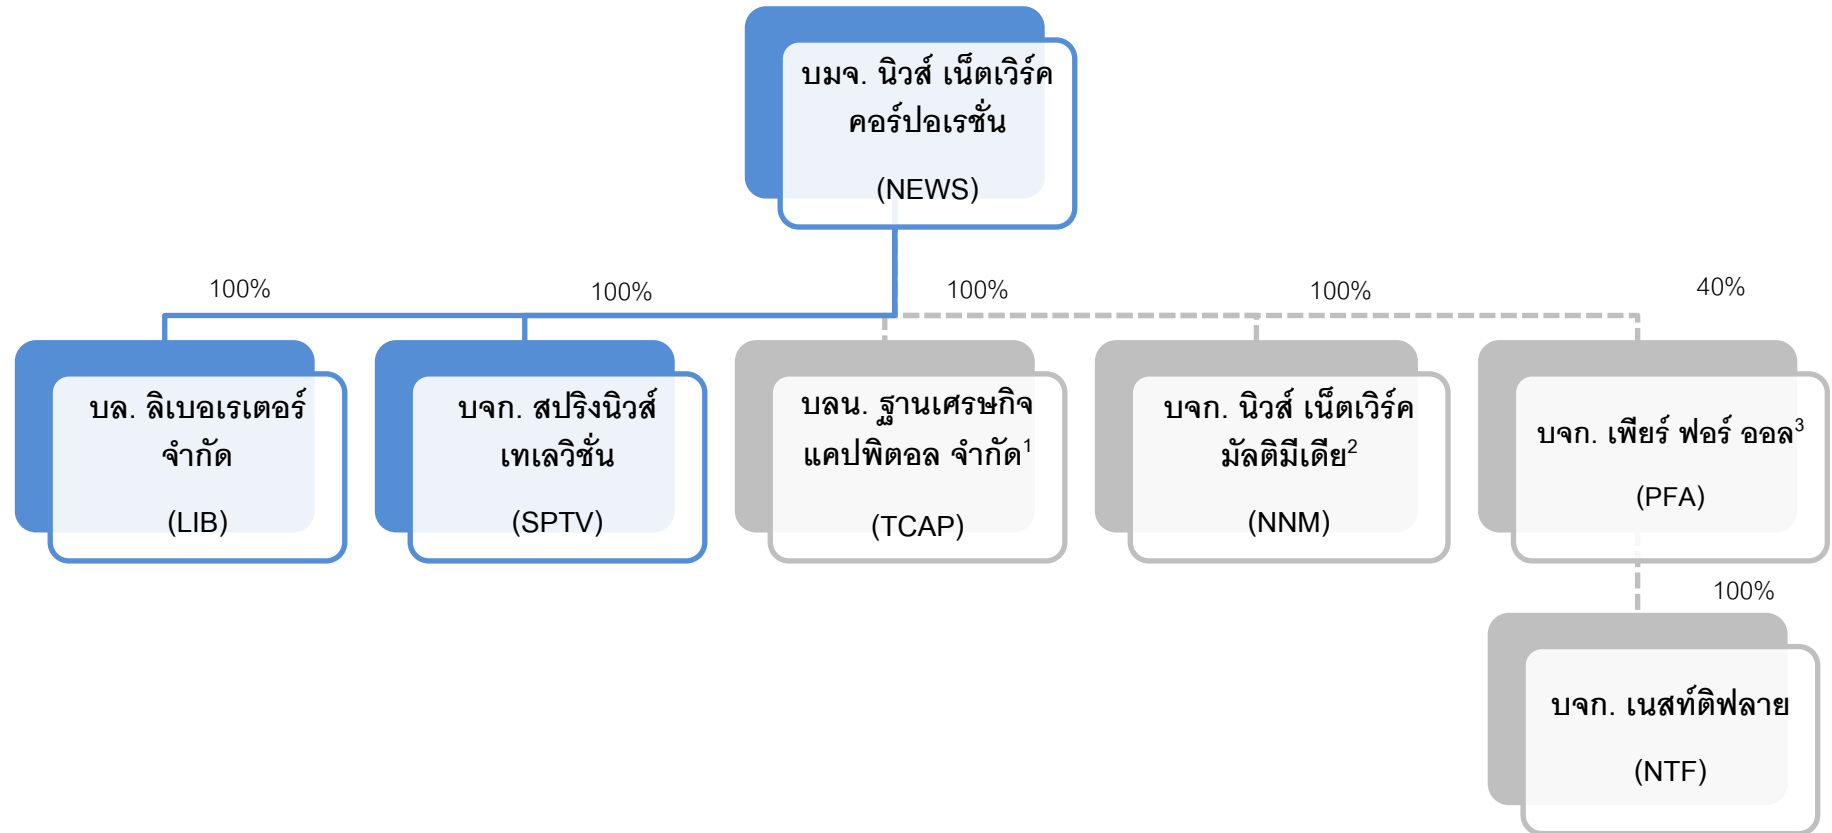 บมจ. นิวส์ เน็ตเวิร์ค
คอร์ปอเรชั่น
(NEWS)
100%
100%
100%
100%
40%
บล. ลิเบอเรเตอร์
จำกัด
(LIB)
บจก. สปริงนิวส์
เทเลวิชั่น
(SPTV)
บลน. ฐานเศรษกิจ
แคปพิตอล จำกัด¹
(TCAP)
บจก. นิวส์ เน็ตเวิร์ค
มัลติมีเดีย²
(NNM)
บจก. เพียร์ ฟอร์ ออล³
(PFA)
100%
บจก. เนสท์ติฟลาย
(NTF)